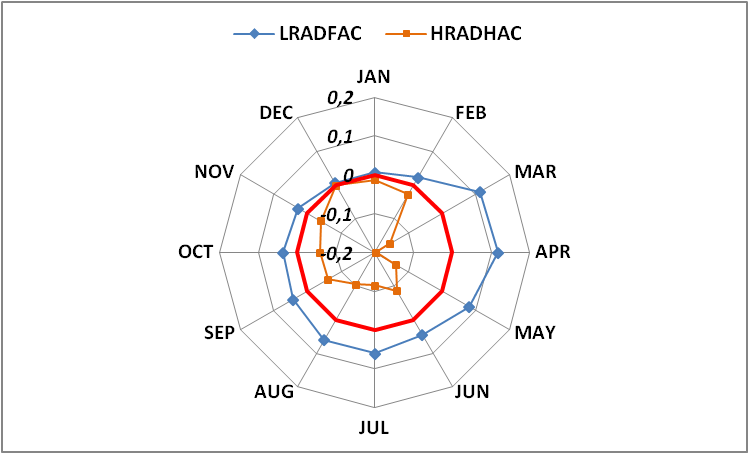 LRADFAC HRADHAC
JAN
0,2
DEC FEB
0,1
NOV 0 MAR
-0,1
OCT -0,2 APR
SEP MAY
AUG JUN
JUL